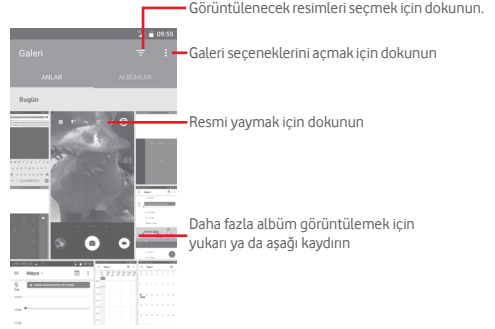 Görüntülenecek resimleri seçmek için dokunun.
09:55
Galeri
Galeri seçeneklerini açmak için dokunun
ANLAR
ALBÜMLER
Bugün
Resmi yaymak için dokunun
Daha fazla albüm görüntülemek için
yukarı ya da aşağı kaydırın
Mayıs